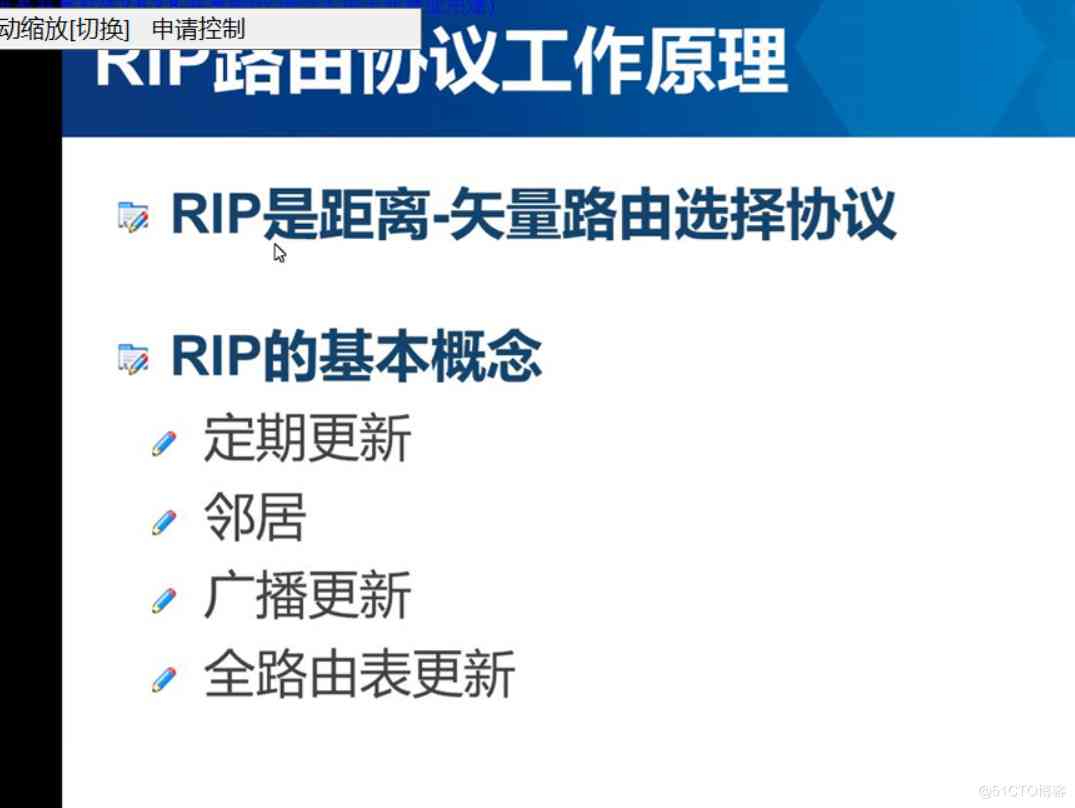 动缩放[切换] 申请控制
RIP路由协议工作原理
RIP是距离-矢量路由选择协议
RIP的基本概念
定期更新
邻居
广播更新
全路由表更新
@51CTO博客